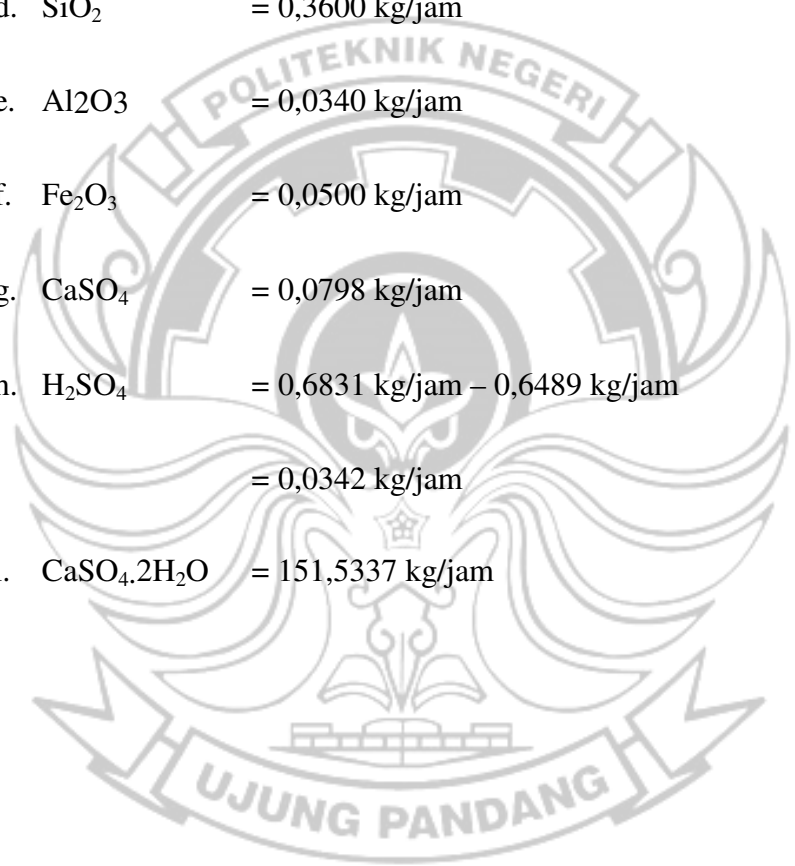 d. SiO₂ = 0,3600 kg/jam
e. Al2O3 = 0,0340 kg/jam
f. Fe₂O₃ = 0,0500 kg/jam
g. CaSO₄ = 0,0798 kg/jam
h. H₂SO₄ = 0,6831 kg/jam – 0,6489 kg/jam
= 0,0342 kg/jam
CaSO₄.2H₂O = 151,5337 kg/jam
POLITEKNIK NEGERI
UJUNG PANDANG